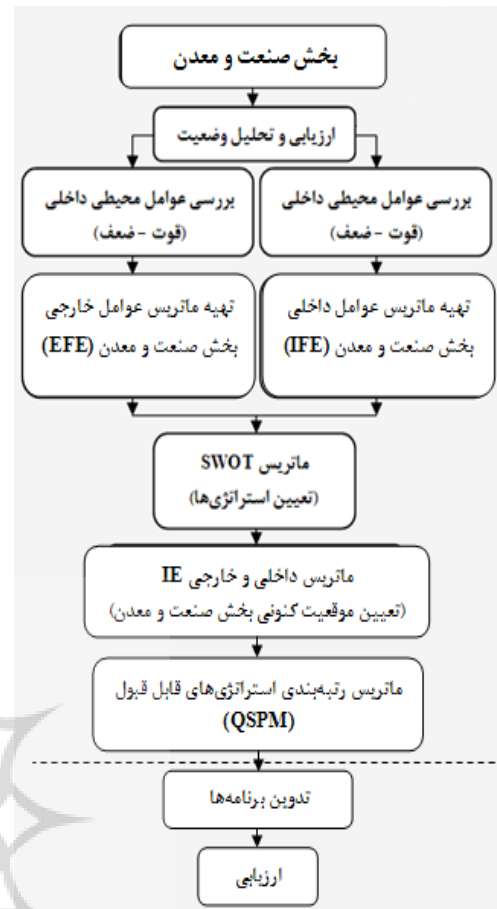 بخش صنعت و معدن
ارزیابی و تحلیل وضعیت
بررسی عوامل محیطی داخلی
(قوت - ضعف)
بررسی عوامل محیطی داخلی
(قوت - ضعف)
تهیه ماتریس عوامل داخلی
بخش صنعت و معدن (IFE)
تهیه ماتریس عوامل خارجی
بخش صنعت و معدن (EFE)
ماتریس SWOT
(تعیین استراتژی‌ها)
ماتریس داخلی و خارجی IE
(تعیین موقعیت کنونی بخش صنعت و معدن)
ماتریس رتبه‌بندی استراتژی‌های قابل قبول
(QSPM)
تدوین برنامه‌ها
ارزیابی